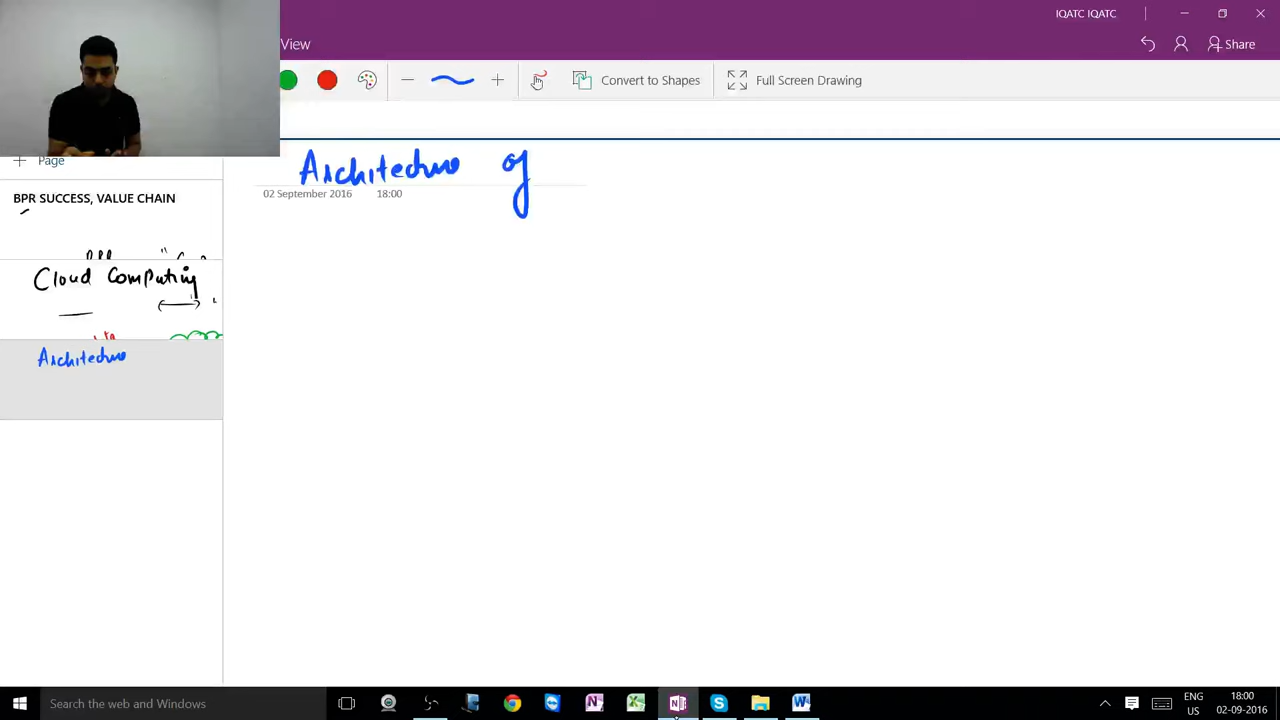 IQATC IQATC
View
Share
Convert to Shapes
Full Screen Drawing
Page
Architecture of
02 September 2016 18:00
BPR SUCCESS, VALUE CHAIN
Cloud Computing
Architecture
Search the web and Windows
ENG
US
18:00
02-09-2016